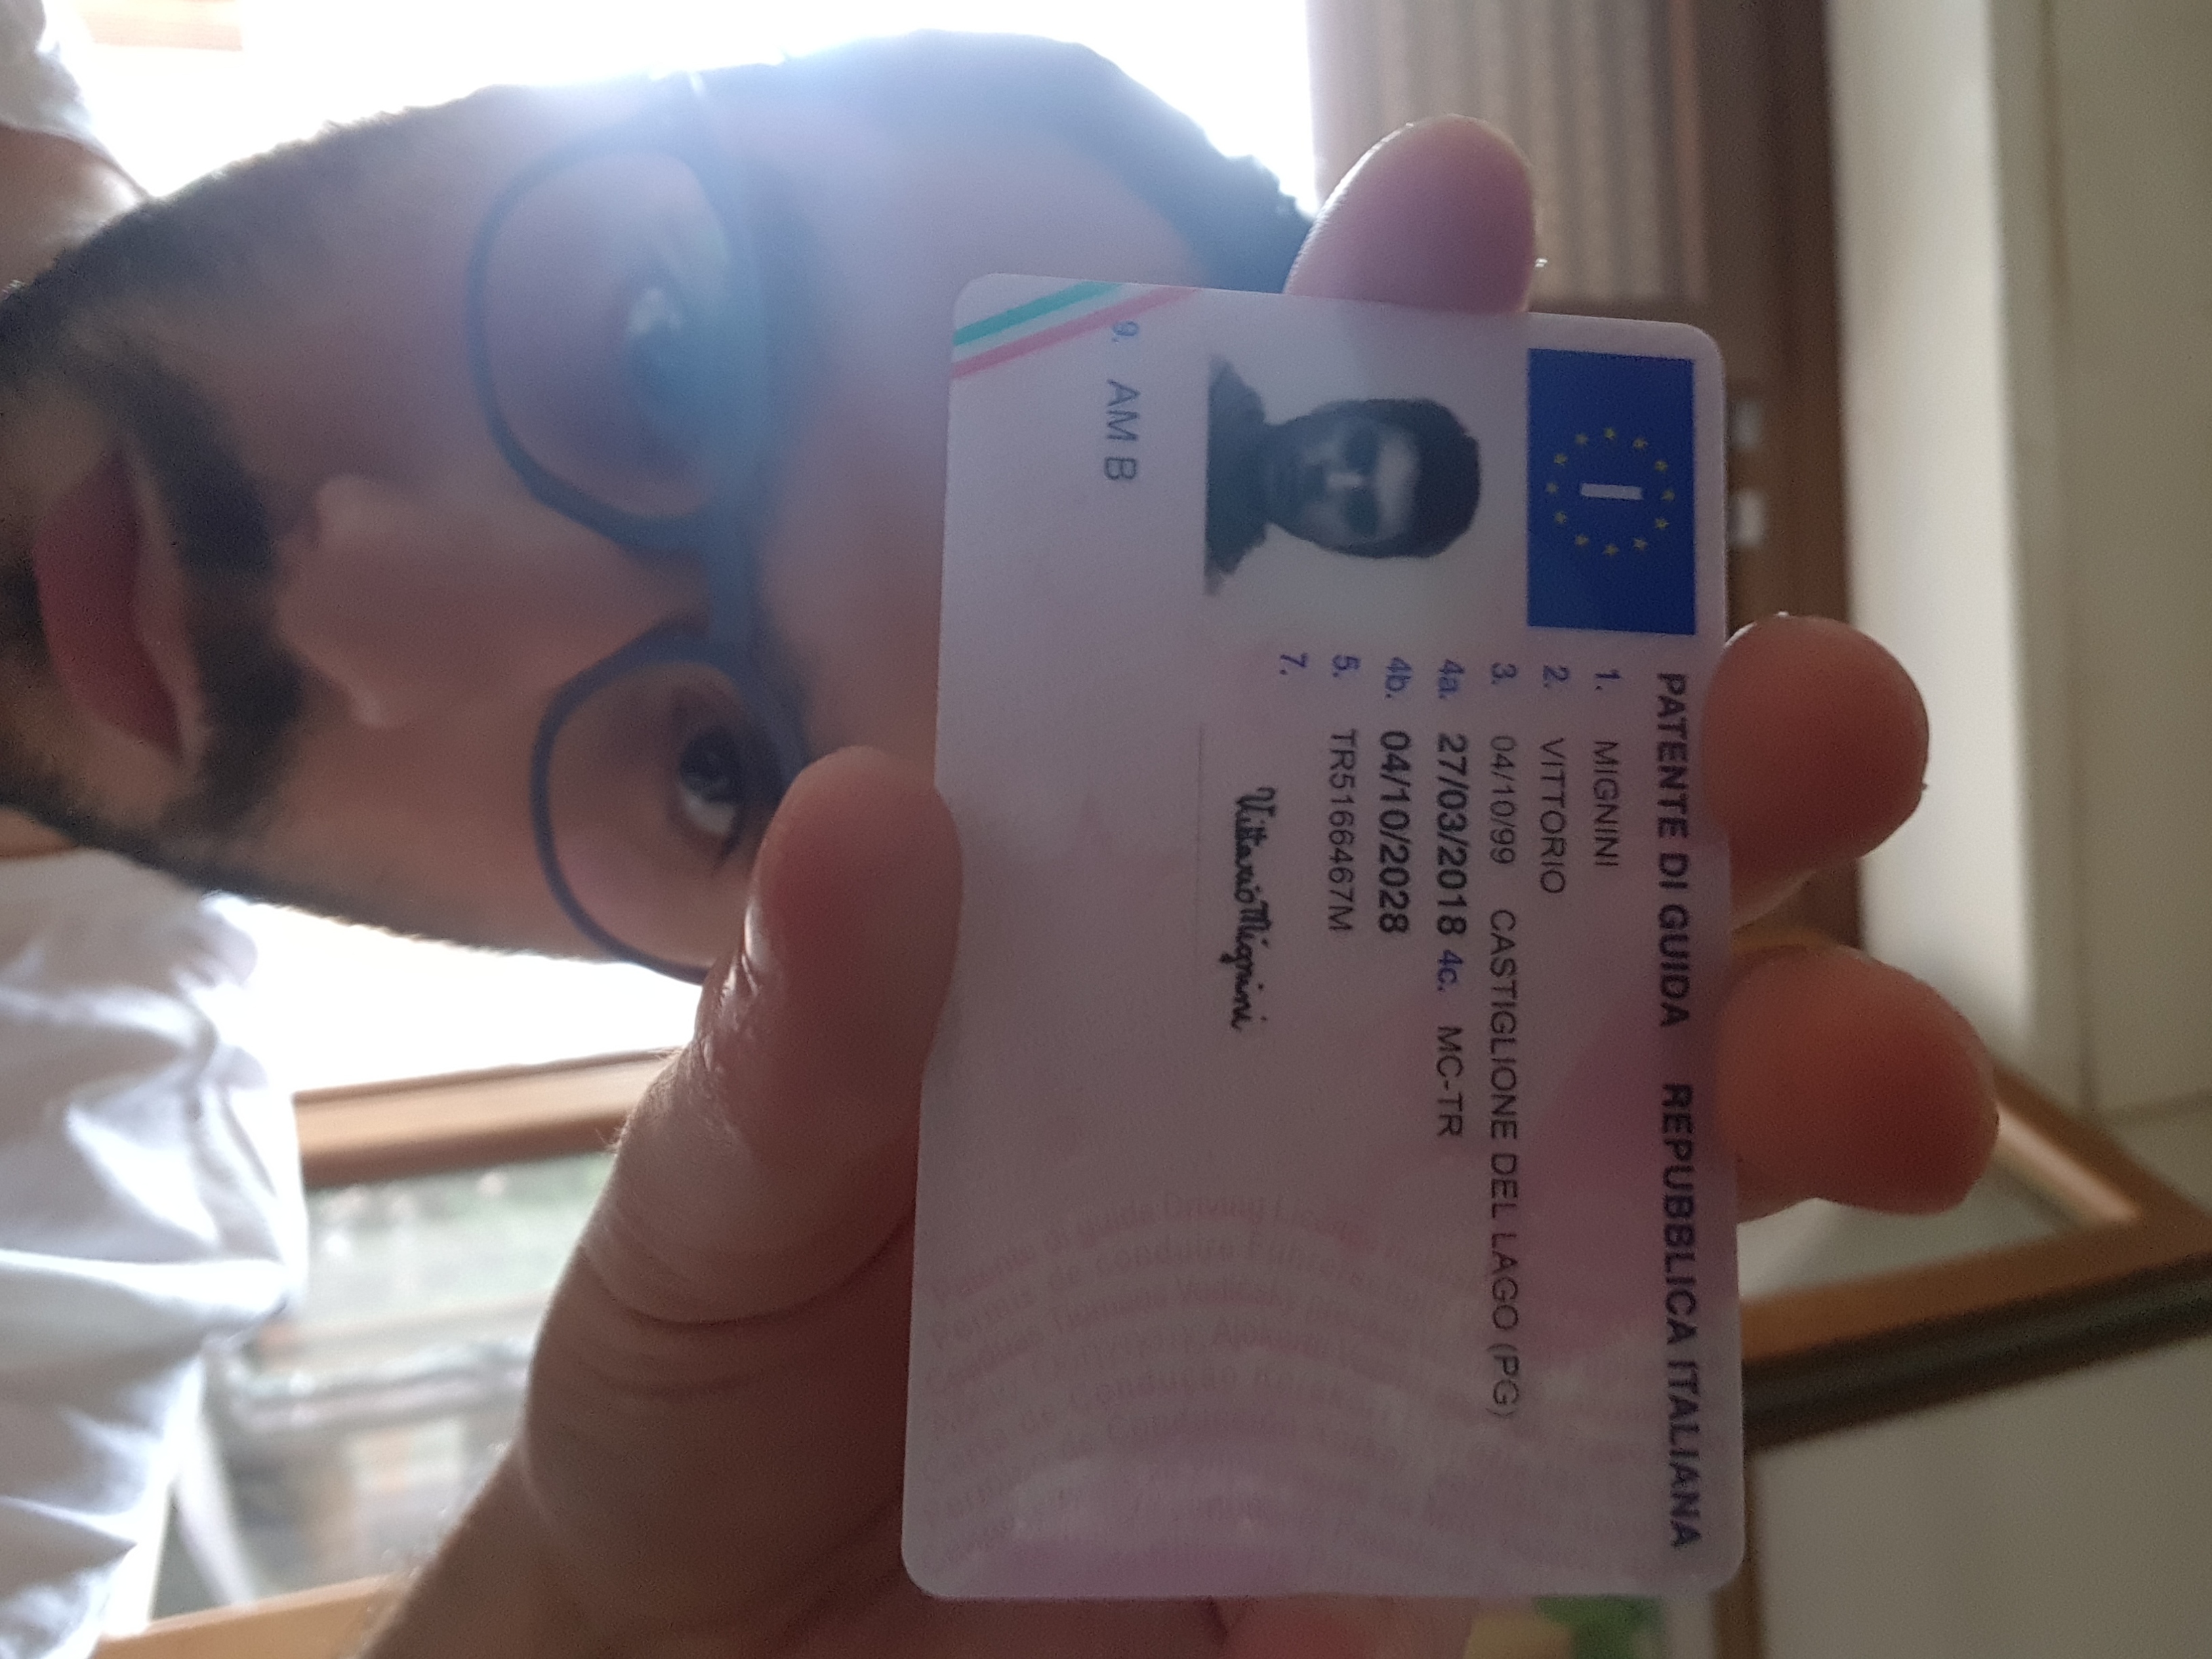 I
PATENTE DI GUIDA REPUBBLICA ITALIANA
1. MIGNINI
2. VITTORIO
3. 04/10/99 CASTIGLIONE DEL LAGO (PG)
4a. 27/03/2018 4c. MC-TR
4b. 04/10/2028
5. TR5166467M
7. Vittorio Mignini
9. AM B